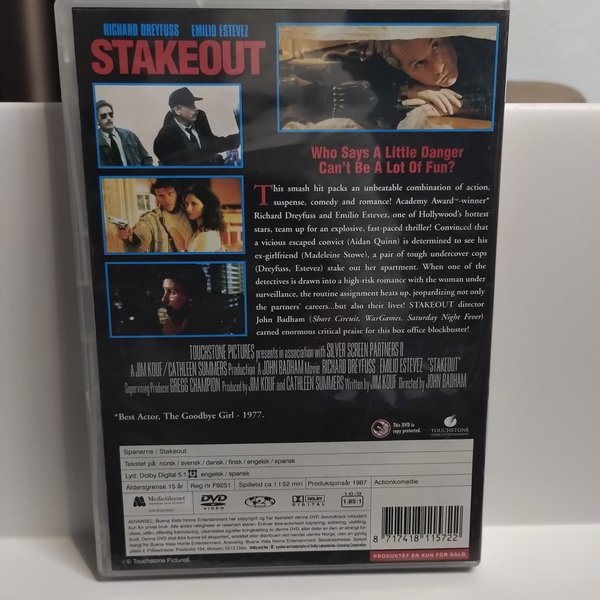 RICHARD DREYFUSS EMILIO ESTEVEZ
STAKEOUT
Who Says A Little Danger
Can't Be A Lot Of Fun?
This smash hit packs an unbeatable combination of action,
suspense, comedy and romance! Academy Award™-winner*
Richard Dreyfuss and Emilio Estevez, one of Hollywood's hottest
stars, team up for an explosive, fast-paced thriller! Convinced that
a vicious escaped convict (Aidan Quinn) is determined to see his
ex-girlfriend (Madeleine Stowe), a pair of tough undercover cops
(Dreyfuss, Estevez) stake out her apartment. When one of the
detectives is drawn into a high-risk romance with the woman under
surveillance, the routine assignment heats up, jeopardizing not only
the partners' careers...but also their lives! STAKEOUT director
John Badham (Short Circuit, WarGames, Saturday Night Fever)
earned enormous critical praise for this box office blockbuster!
TOUCHSTONE PICTURES presents in association with SILVER SCREEN PARTNERS II
A JIM KOUF/CATHLEEN SUMMERS Production A JOHN BADHAM Movie RICHARD DREYFUSS EMILIO ESTEVEZ "STAKEOUT"
Supervising Producer GREGG CHAMPION Produced by JIM KOUF and CATHLEEN SUMMERS Written by JIM KOUF Directed by JOHN BADHAM
*Best Actor, The Goodbye Girl - 1977.
This DVD is
copy protected.
TOUCHSTONE
HOME ENTERTAINMENT
Spanerne / Stakeout
Tekstet på: norsk / svensk / dansk / finsk / engelsk / spansk
Lyd: Dolby Digital 5.1 engelsk / spansk
Aldersgrense 15 år Reg nr F9251 Spilletid ca 1 t 52 min Produksjonsår 1987 Actionkomedie
Medietilsynet
DVD
VIDEO
2
DOLBY
DIGITAL
16:9
1.85:1
8 717418 115722
PRODUKTET ER KUN FOR SALG
© Touchstone Pictures